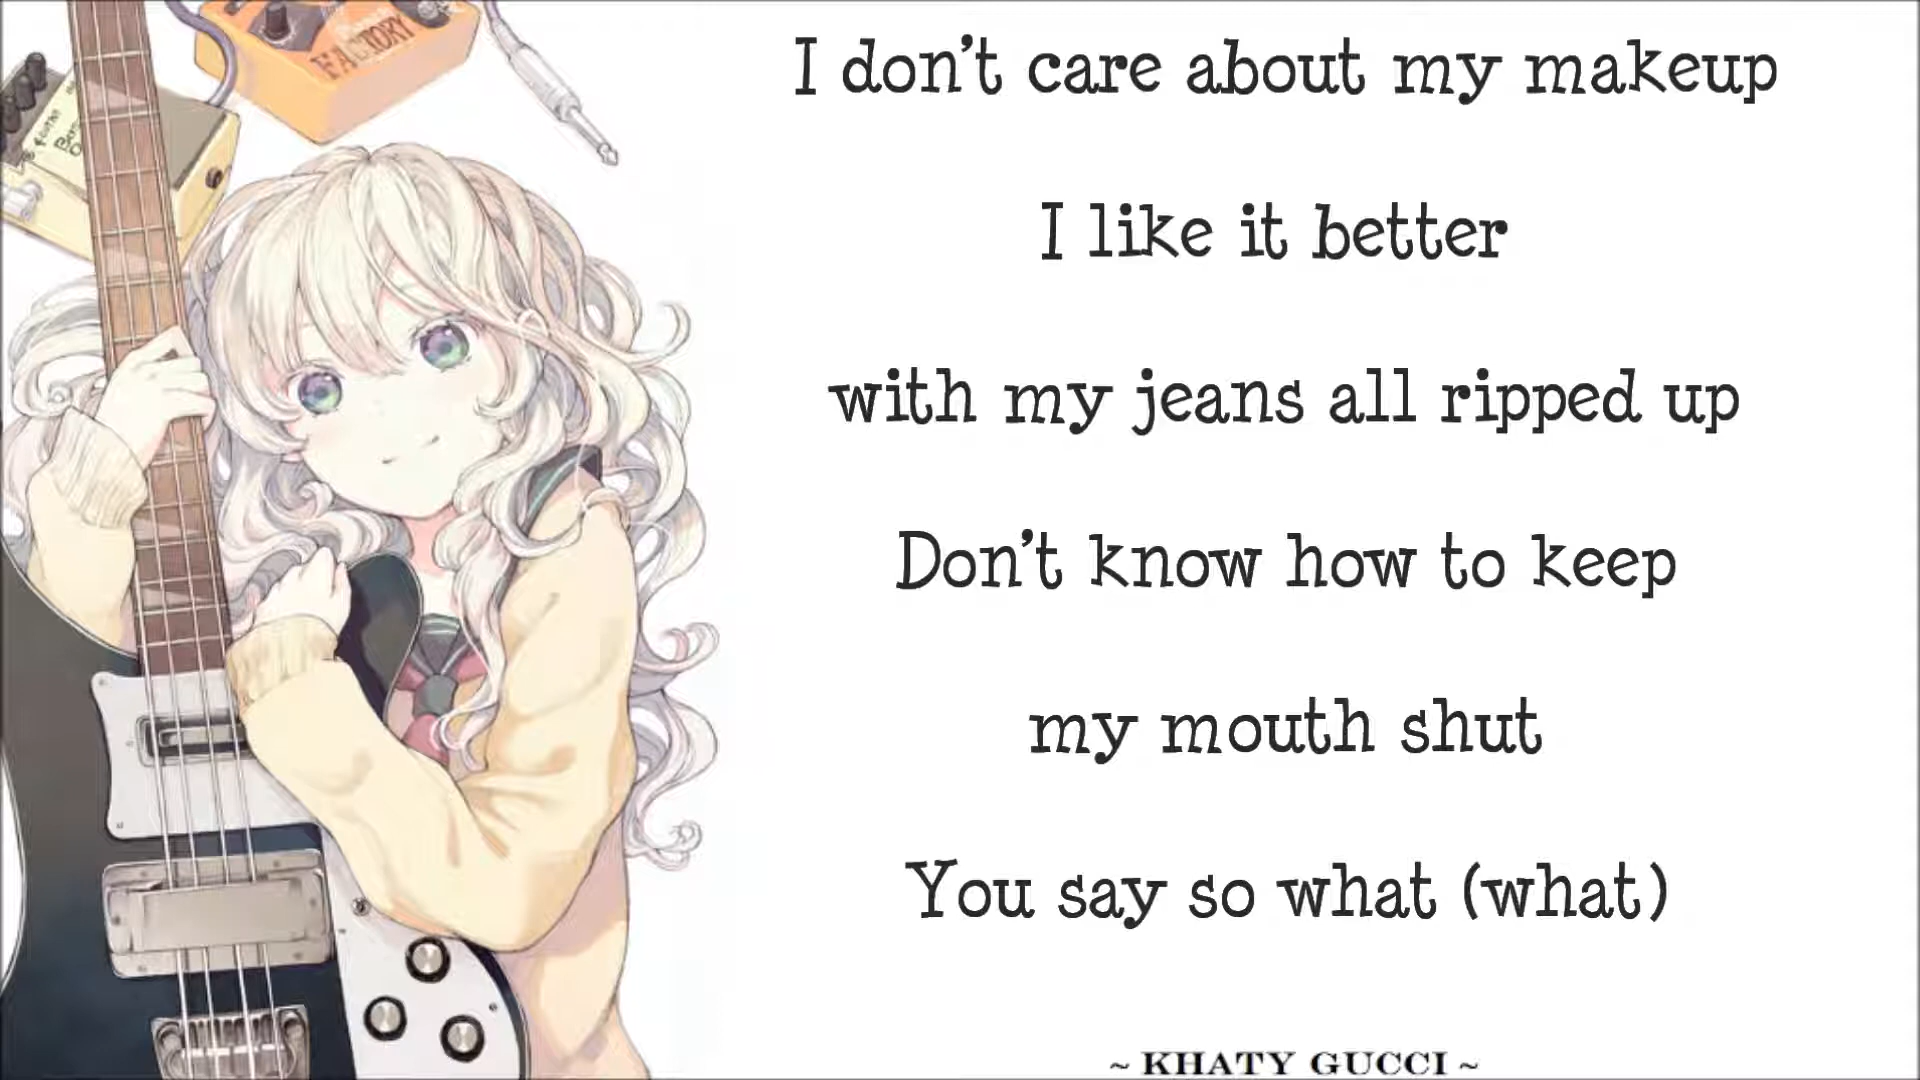 FACTORY
I don't care about my makeup
I like it better
with my jeans all ripped up
Don't know how to keep
my mouth shut
You say so what (what)
~ KHATY GUCCI ~